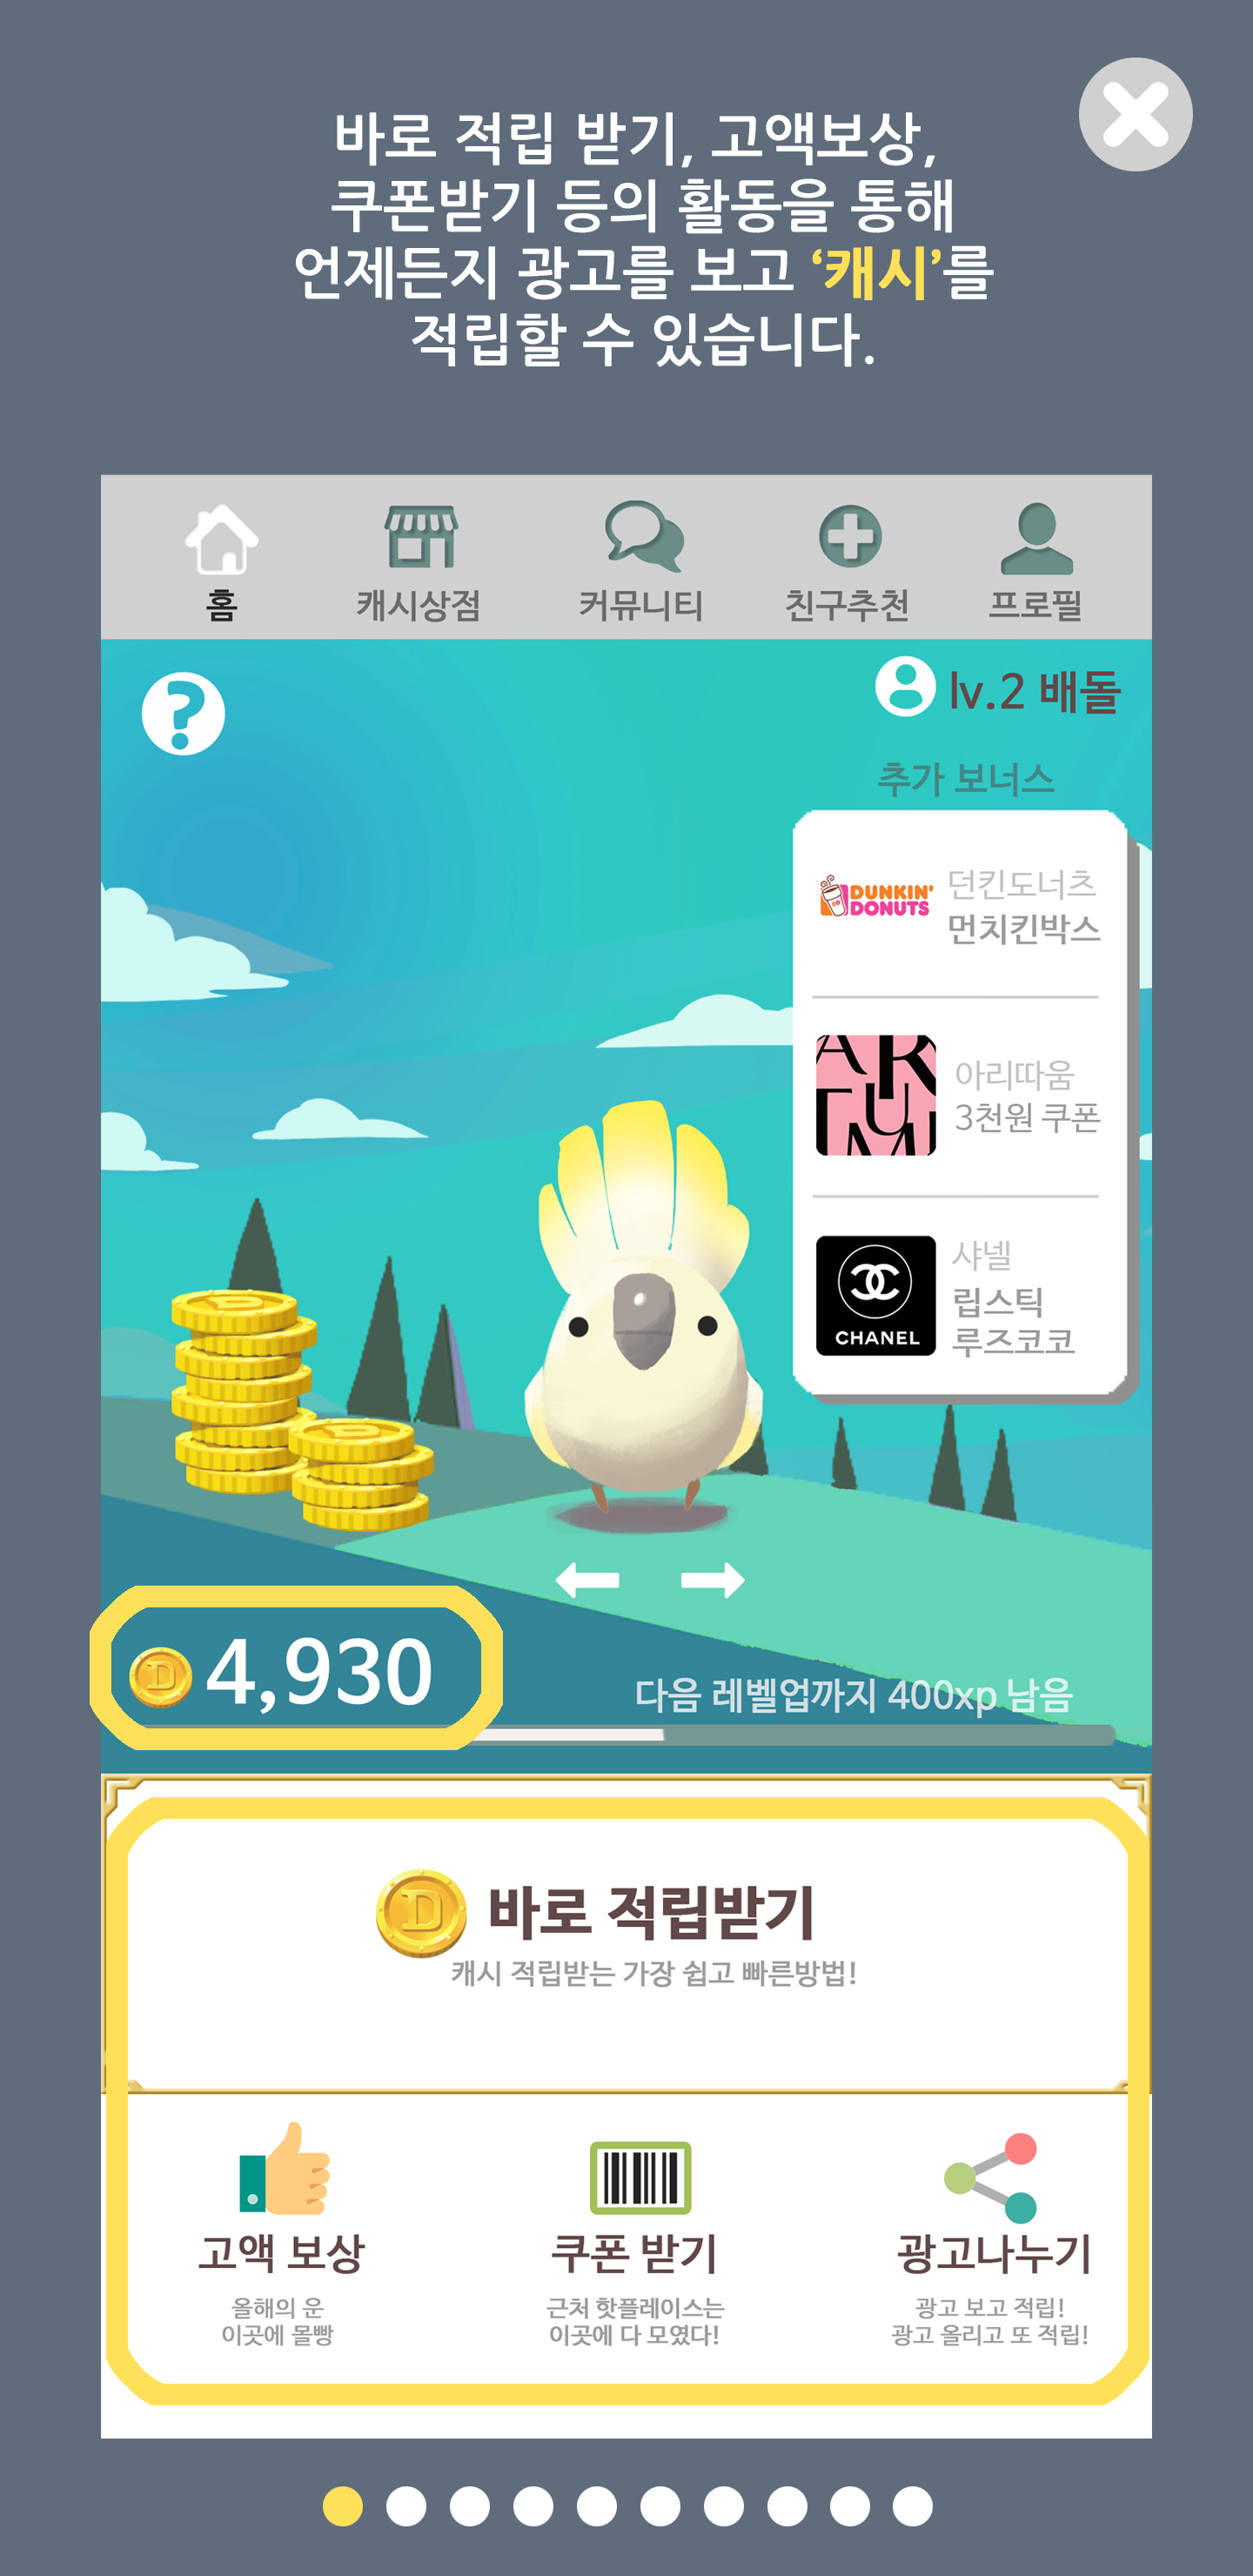 바로 적립 받기, 고액보상,
쿠폰받기 등의 활동을 통해
언제든지 광고를 보고 ‘캐시’를
적립할 수 있습니다.
홈
캐시상점
커뮤니티
친구추천
프로필
?
lv.2 배돌
추가 보너스
DUNKIN'
DONUTS
던킨도너츠
먼치킨박스
아리따움
3천원 쿠폰
CHANEL
샤넬
립스틱
루즈코코
D 4,930
다음 레벨업까지 400xp 남음
D 바로 적립받기
캐시 적립받는 가장 쉽고 빠른방법!
고액 보상
올해의 운
이곳에 몰빵
쿠폰 받기
근처 핫플레이스는
이곳에 다 모였다!
광고나누기
광고 보고 적립!
광고 올리고 또 적립!